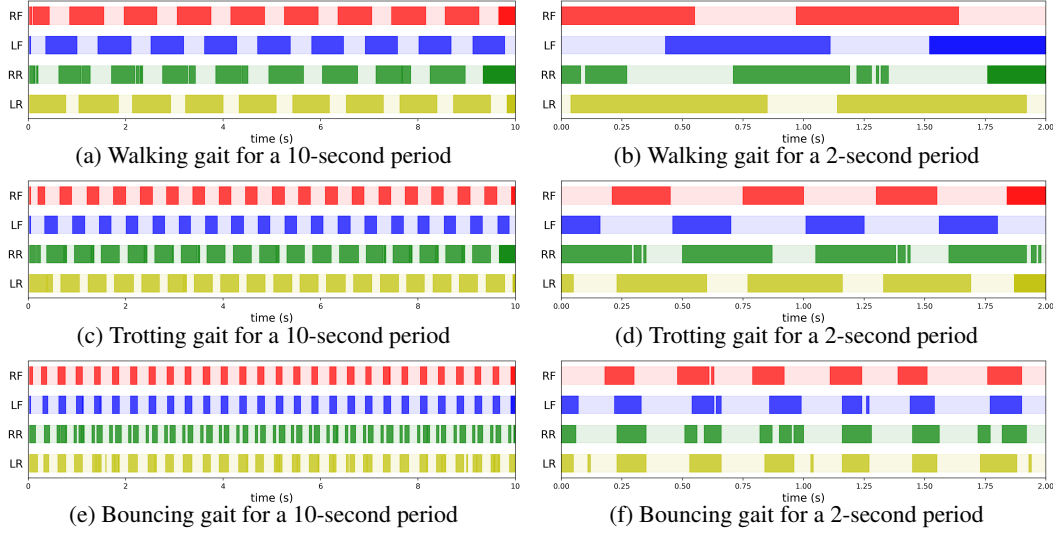 RF
LF
RR
LR
0 2 4 6 8 10
time (s)
(a) Walking gait for a 10-second period
RF
LF
RR
LR
0.00 0.25 0.50 0.75 1.00 1.25 1.50 1.75 2.00
time (s)
(b) Walking gait for a 2-second period
RF
LF
RR
LR
0 2 4 6 8 10
time (s)
(c) Trotting gait for a 10-second period
RF
LF
RR
LR
0.00 0.25 0.50 0.75 1.00 1.25 1.50 1.75 2.00
time (s)
(d) Trotting gait for a 2-second period
RF
LF
RR
LR
0 2 4 6 8 10
time (s)
(e) Bouncing gait for a 10-second period
RF
LF
RR
LR
0.00 0.25 0.50 0.75 1.00 1.25 1.50 1.75 2.00
time (s)
(f) Bouncing gait for a 2-second period